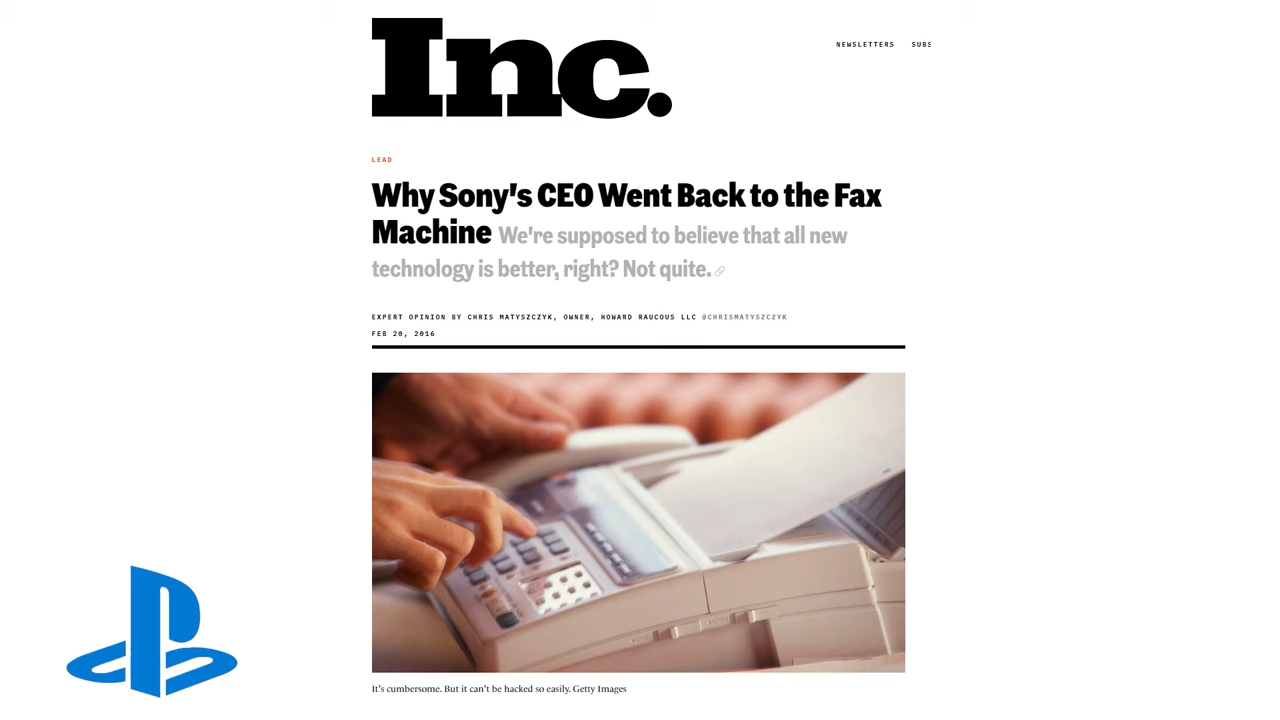 Inc.
NEWSLETTERS SUBS
LEAD
Why Sony's CEO Went Back to the Fax
Machine We're supposed to believe that all new
technology is better, right? Not quite.
EXPERT OPINION BY CHRIS MATYSZCZYK, OWNER, HOWARD RAUCOUS LLC @CHRISMATYSZCZYK
FEB 20, 2016
It's cumbersome. But it can't be hacked so easily. Getty Images